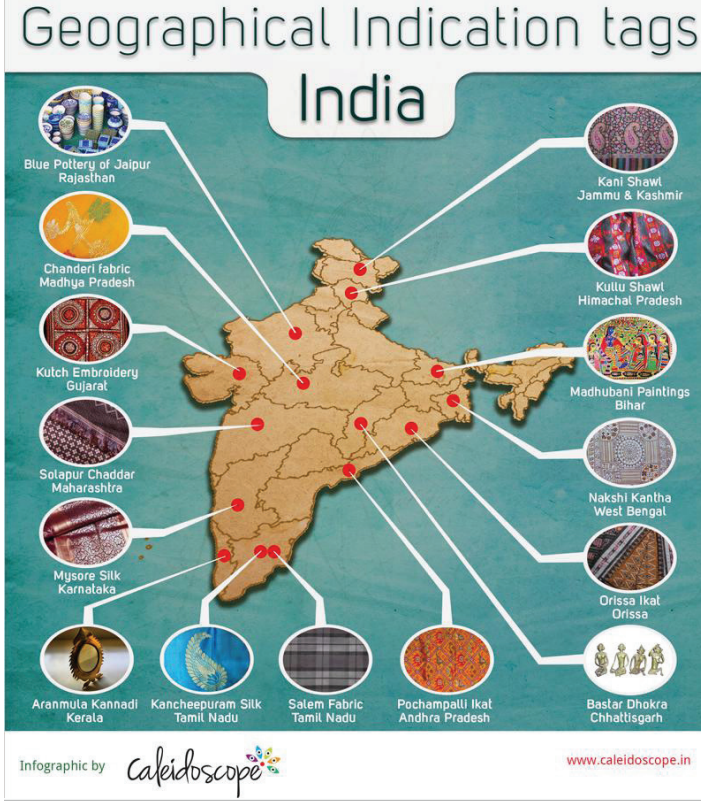 Geographical Indication tags
India
Blue Pottery of Jaipur
Rajasthan
Kani Shawl
Jammu & Kashmir
Chanderi fabric
Madhya Pradesh
Kullu Shawl
Himachal Pradesh
Kutch Embroidery
Gujarat
Madhubani Paintings
Bihar
Solapur Chaddar
Maharashtra
Nakshi Kantha
West Bengal
Mysore Silk
Karnataka
Orissa Ikat
Orissa
Aranmula Kannadi
Kerala
Kancheepuram Silk
Tamil Nadu
Salem Fabric
Tamil Nadu
Pochampalli Ikat
Andhra Pradesh
Bastar Dhokra
Chhattisgarh
Infographic by
Caleidoscope
www.caleidoscope.in